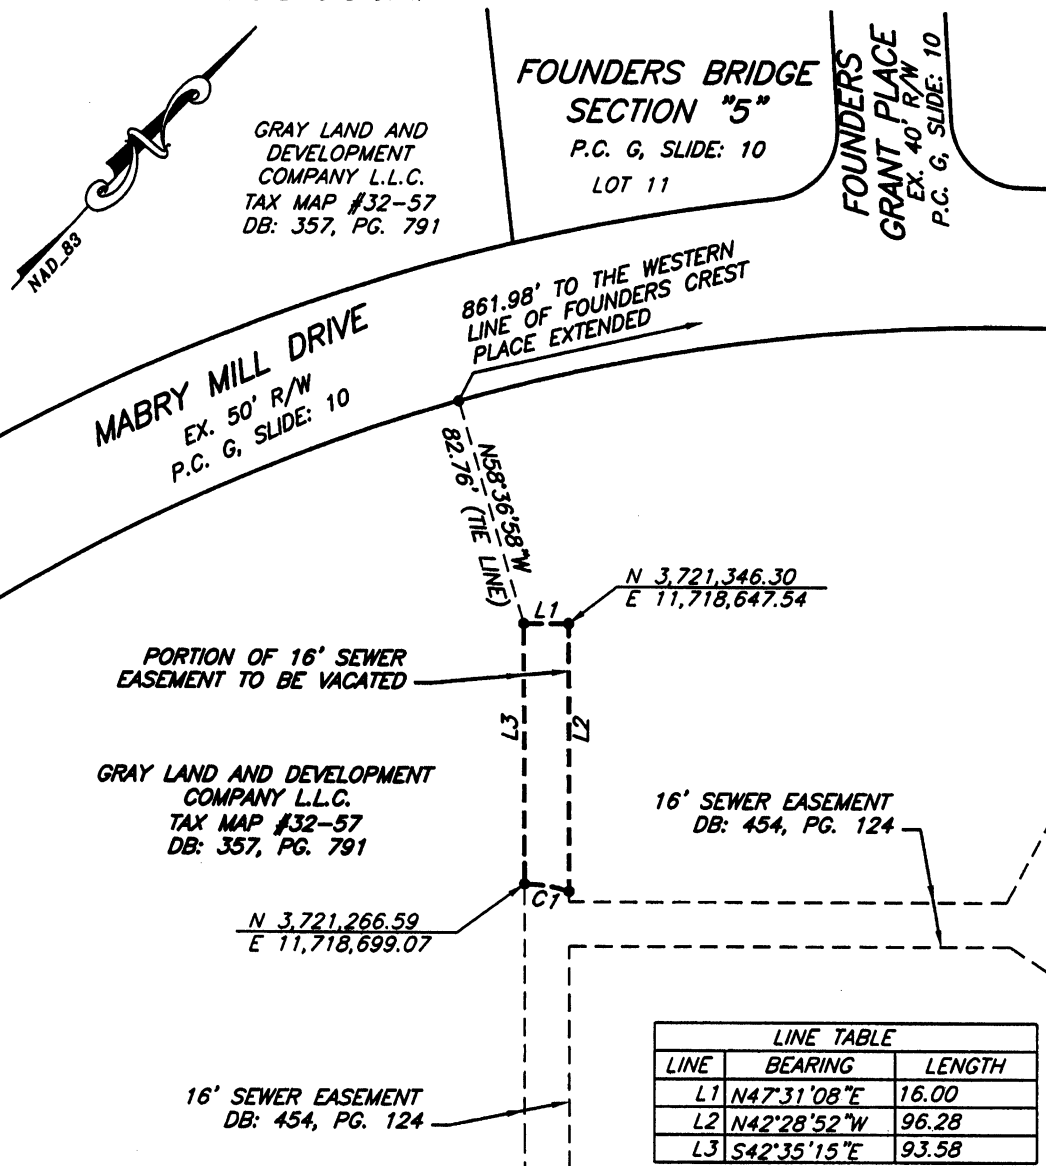 FOUNDERS BRIDGE
SECTION "5"
P.C. G, SLIDE: 10
LOT 11
FOUNDERS
GRANT PLACE
EX. 40' R/W
P.C. G, SLIDE: 10
GRAY LAND AND
DEVELOPMENT
COMPANY L.L.C.
TAX MAP #32-57
DB: 357, PG. 791
NAD_83
861.98' TO THE WESTERN
LINE OF FOUNDERS CREST
PLACE EXTENDED
MABRY MILL DRIVE
EX. 50' R/W
P.C. G, SLIDE: 10
N58°36'58"W
82.76' (TIE LINE)
N 3,721,346.30
E 11,718,647.54
L1
PORTION OF 16' SEWER
EASEMENT TO BE VACATED
L3
L2
GRAY LAND AND DEVELOPMENT
COMPANY L.L.C.
TAX MAP #32-57
DB: 357, PG. 791
16' SEWER EASEMENT
DB: 454, PG. 124
C1
N 3,721,266.59
E 11,718,699.07
16' SEWER EASEMENT
DB: 454, PG. 124
LINE TABLE
LINE BEARING LENGTH
L1 N47°31'08"E 16.00
L2 N42°28'52"W 96.28
L3 S42°35'15"E 93.58